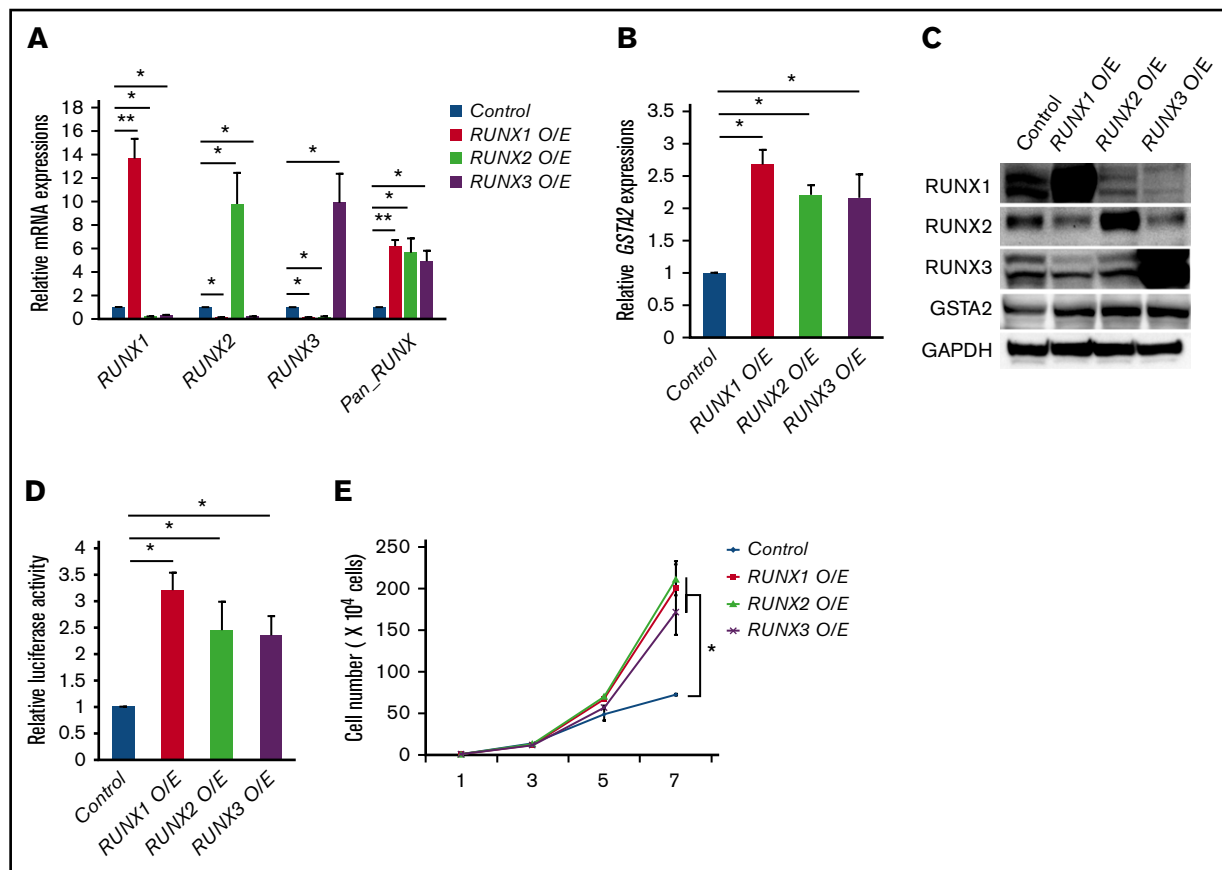 A
Relative mRNA expressions
18
16
14
12
10
8
6
4
2
0
*
*
**
*
*
*
*
*
*
*
*
**
RUNX1
RUNX2
RUNX3
Pan_RUNX
Control
RUNX1 O/E
RUNX2 O/E
RUNX3 O/E
B
Relative GSTA2 expressions
3.5
3
2.5
2
1.5
1
0.5
0
*
*
*
Control
RUNX1 O/E
RUNX2 O/E
RUNX3 O/E
C
Control
RUNX1 O/E
RUNX2 O/E
RUNX3 O/E
RUNX1
RUNX2
RUNX3
GSTA2
GAPDH
D
Relative luciferase activity
4
3.5
3
2.5
2
1.5
1
0.5
0
*
*
*
Control
RUNX1 O/E
RUNX2 O/E
RUNX3 O/E
E
Cell number ( X 10⁴ cells)
250
200
150
100
50
0
1 3 5 7
*
Control
RUNX1 O/E
RUNX2 O/E
RUNX3 O/E